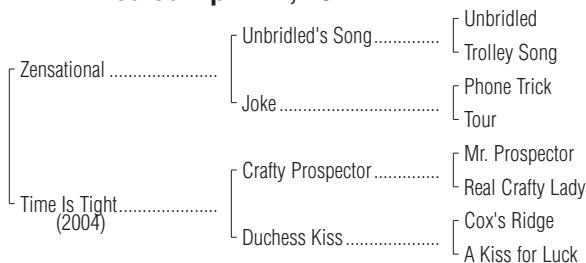 Unbridled
Unbridled's Song..............
Trolley Song
Zensational ........................
Phone Trick
Joke....................................
Tour
Mr. Prospector
Crafty Prospector..............
Real Crafty Lady
Time Is Tight......................
(2004)
Cox's Ridge
Duchess Kiss.....................
A Kiss for Luck